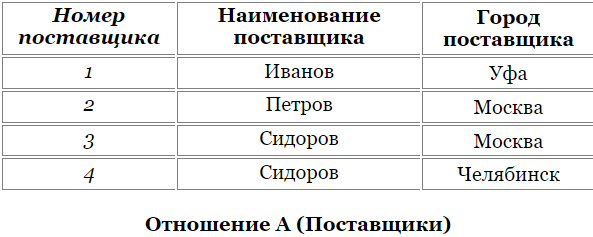 Номер поставщика Наименование поставщика Город поставщика
1 Иванов Уфа
2 Петров Москва
3 Сидоров Москва
4 Сидоров Челябинск
Отношение A (Поставщики)